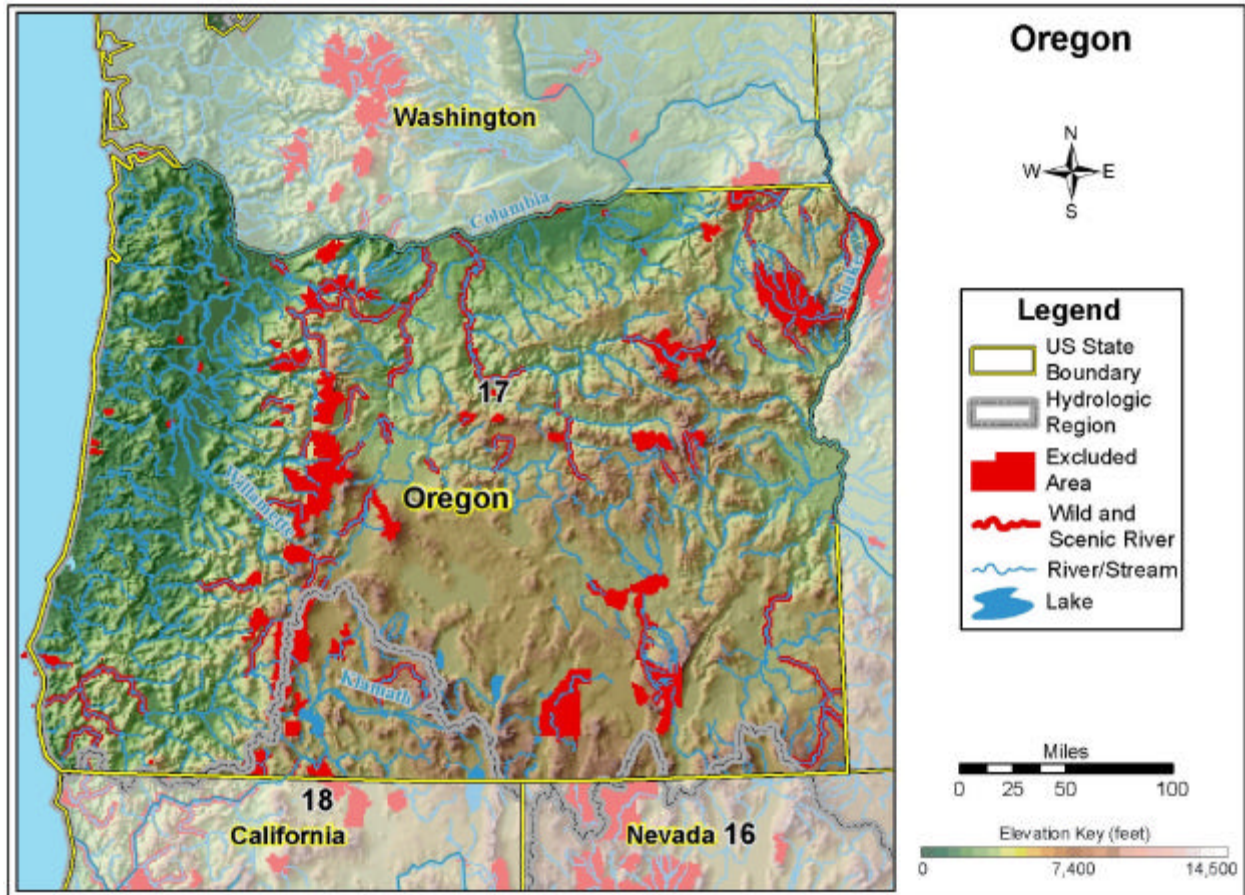 Oregon
Washington
Columbia
Snake
17
Oregon
Willamette
Klamath
18
California
Nevada 16
N
W E
S
Legend
US State
Boundary
Hydrologic
Region
Excluded
Area
Wild and
Scenic River
River/Stream
Lake
Miles
0 25 50 100
Elevation Key (feet)
0 7,400 14,500